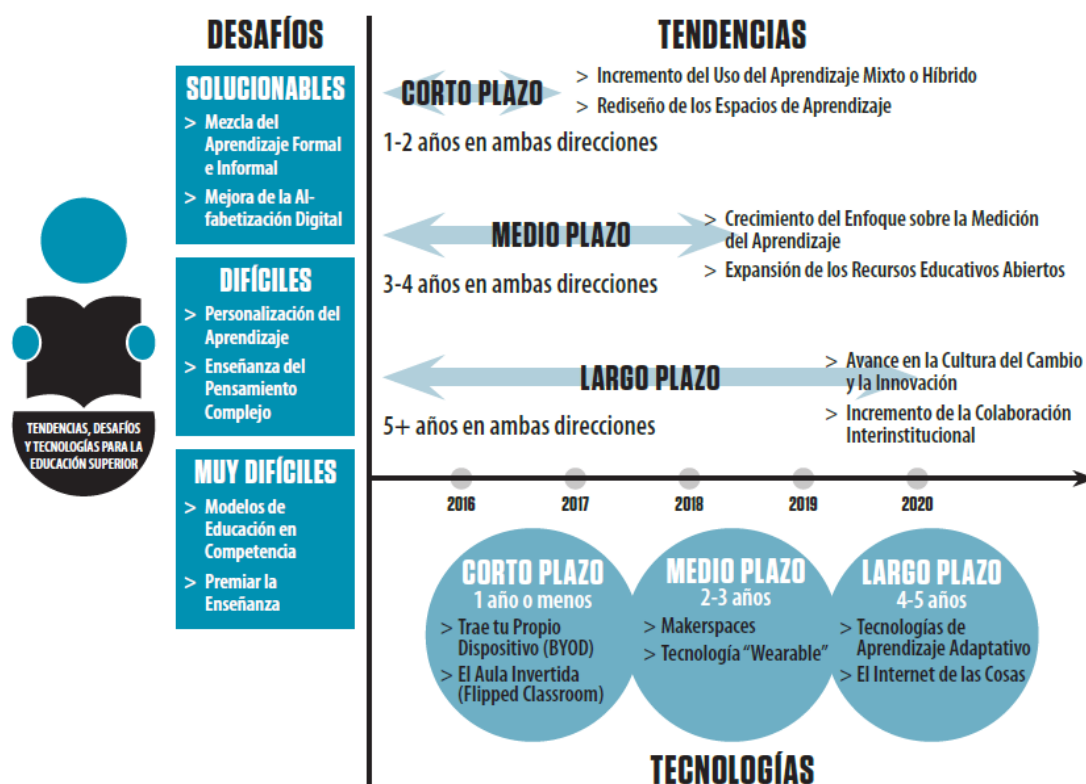 DESAFÍOS
SOLUCIONABLES
> Mezcla del
Aprendizaje Formal
e Informal
> Mejora de la Al-
fabetización Digital
DIFÍCILES
> Personalización del
Aprendizaje
> Enseñanza del
Pensamiento
Complejo
MUY DIFÍCILES
> Modelos de
Educación en
Competencia
> Premiar la
Enseñanza
TENDENCIAS, DESAFÍOS
Y TECNOLOGÍAS PARA LA
EDUCACIÓN SUPERIOR
TENDENCIAS
CORTO PLAZO
> Incremento del Uso del Aprendizaje Mixto o Híbrido
> Rediseño de los Espacios de Aprendizaje
1-2 años en ambas direcciones
MEDIO PLAZO
> Crecimiento del Enfoque sobre la Medición
del Aprendizaje
> Expansión de los Recursos Educativos Abiertos
3-4 años en ambas direcciones
LARGO PLAZO
> Avance en la Cultura del Cambio
y la Innovación
> Incremento de la Colaboración
Interinstitucional
5+ años en ambas direcciones
2016 2017 2018 2019 2020
CORTO PLAZO
1 año o menos
> Trae tu Propio
Dispositivo (BYOD)
> El Aula Invertida
(Flipped Classroom)
MEDIO PLAZO
2-3 años
> Makerspaces
> Tecnología “Wearable”
LARGO PLAZO
4-5 años
> Tecnologías de
Aprendizaje Adaptativo
> El Internet de las Cosas
TECNOLOGÍAS